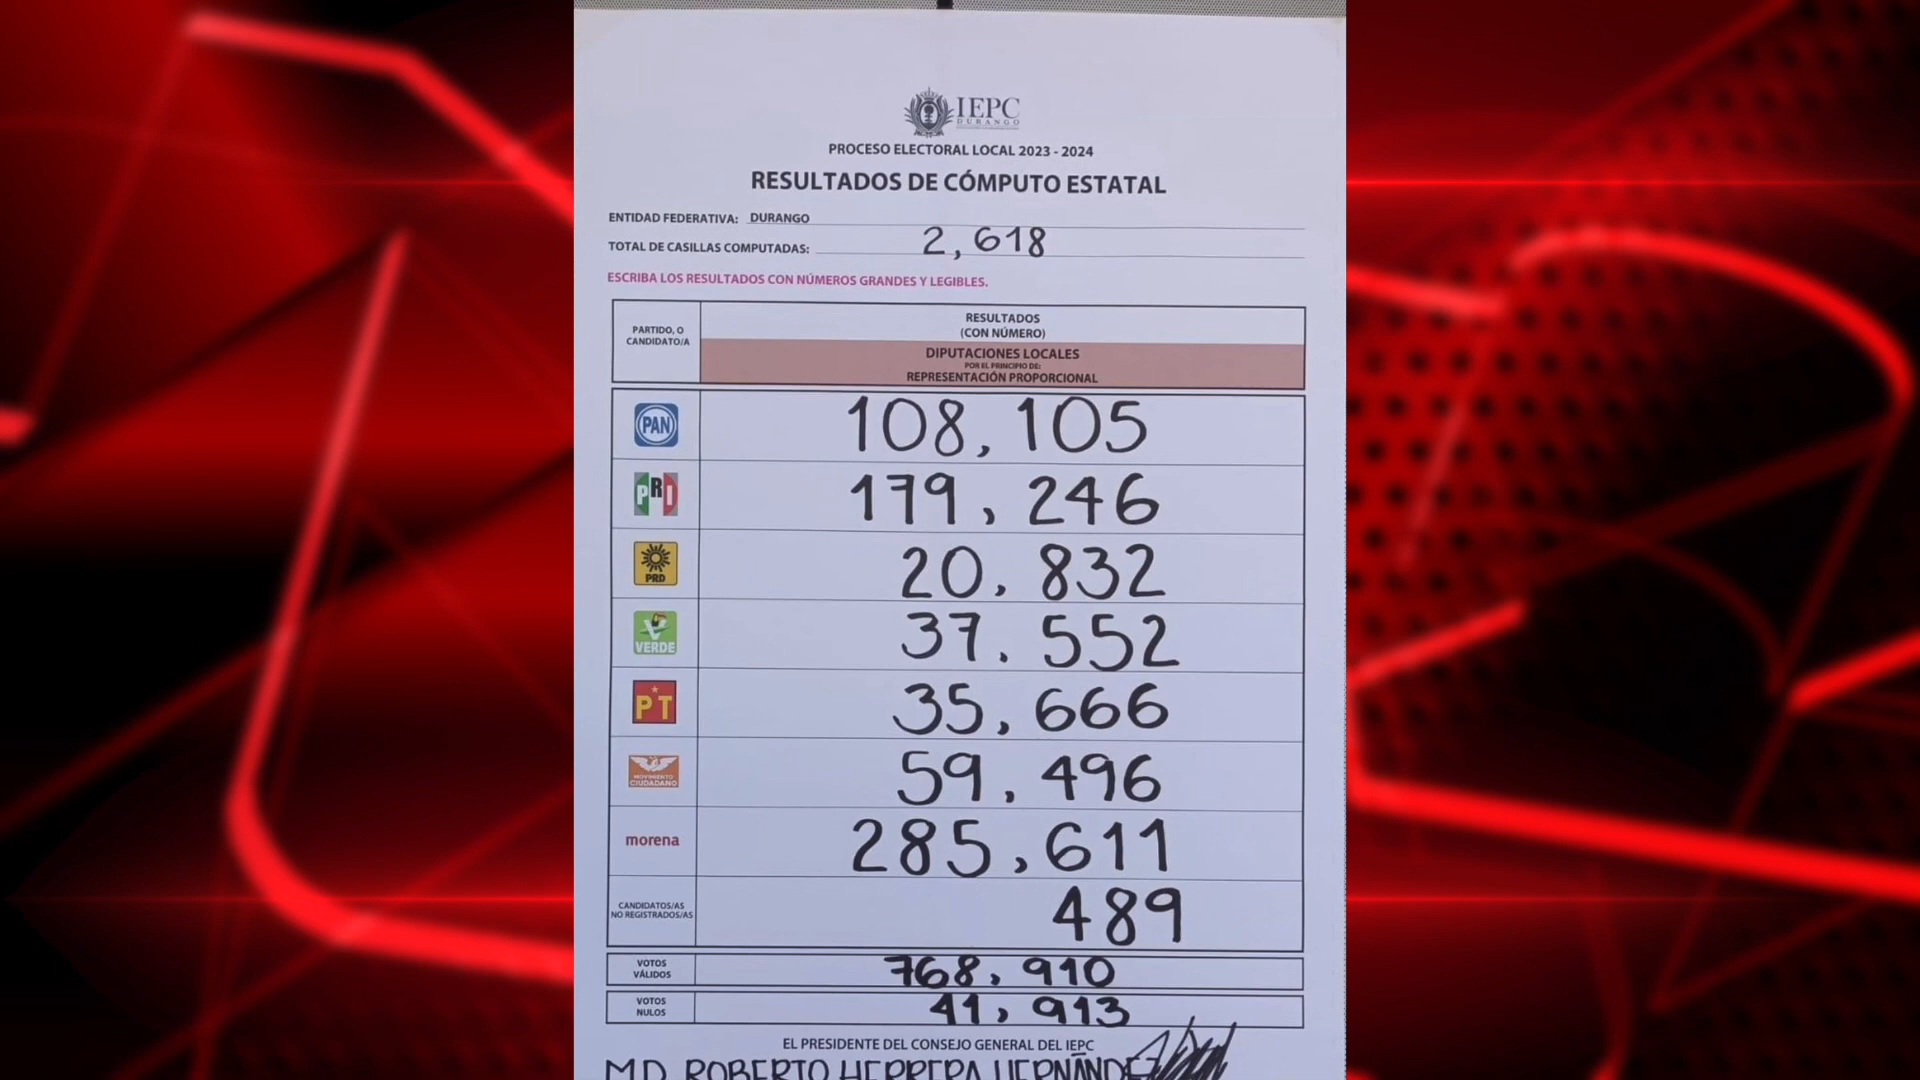 IEPC
DURANGO
PROCESO ELECTORAL LOCAL 2023 - 2024
RESULTADOS DE CÓMPUTO ESTATAL
ENTIDAD FEDERATIVA: DURANGO
TOTAL DE CASILLAS COMPUTADAS: 2,618
ESCRIBA LOS RESULTADOS CON NÚMEROS GRANDES Y LEGIBLES.
PARTIDO, O
CANDIDATO/A
RESULTADOS
(CON NÚMERO)
DIPUTACIONES LOCALES
POR EL PRINCIPIO DE:
REPRESENTACIÓN PROPORCIONAL
PAN 108,105
PRI 179,246
PRD 20,832
VERDE 37.552
PT 35,666
MOVIMIENTO
CIUDADANO 59,496
morena 285,611
CANDIDATOS/AS
NO REGISTRADOS/AS 489
VOTOS
VÁLIDOS 768,910
VOTOS
NULOS 41,913
EL PRESIDENTE DEL CONSEJO GENERAL DEL IEPC
M.D. ROBERTO HERRERA HERNÁNDEZ